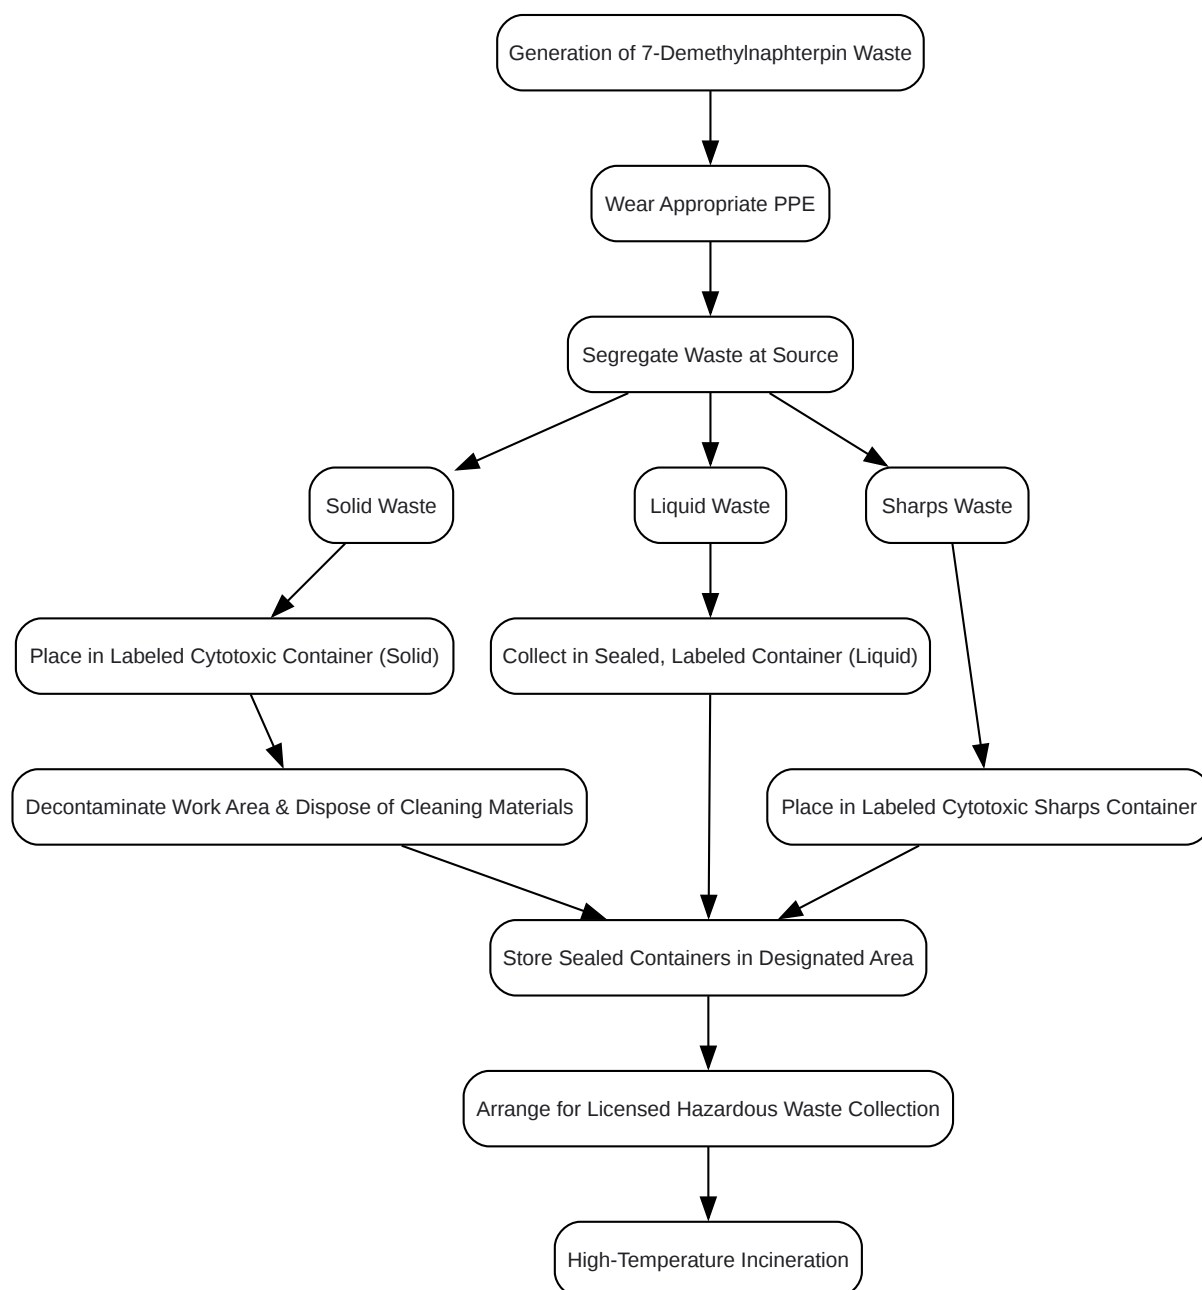 Generation of 7-Demethylnaphterpin Waste
Wear Appropriate PPE
Segregate Waste at Source
Solid Waste
Liquid Waste
Sharps Waste
Place in Labeled Cytotoxic Container (Solid)
Collect in Sealed, Labeled Container (Liquid)
Decontaminate Work Area & Dispose of Cleaning Materials
Place in Labeled Cytotoxic Sharps Container
Store Sealed Containers in Designated Area
Arrange for Licensed Hazardous Waste Collection
High-Temperature Incineration